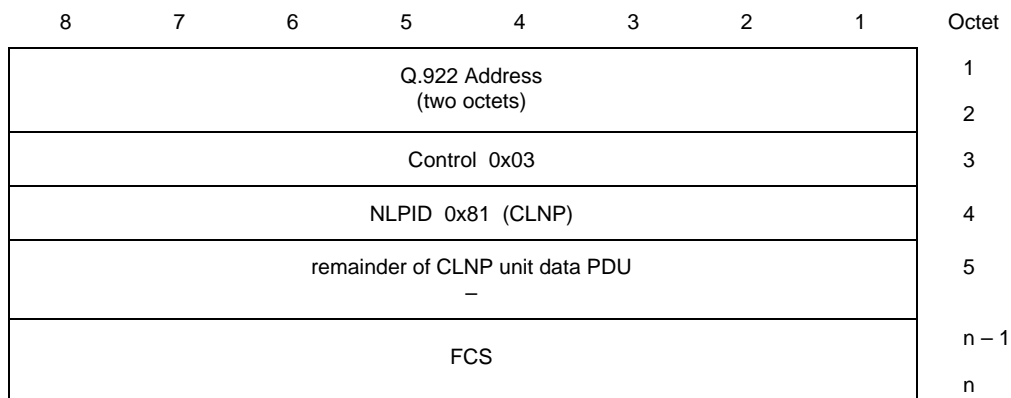 8 7 6 5 4 3 2 1 Octet
Q.922 Address 1
(two octets) 2
Control 0x03 3
NLPID 0x81 (CLNP) 4
remainder of CLNP unit data PDU 5
–
FCS n – 1
n